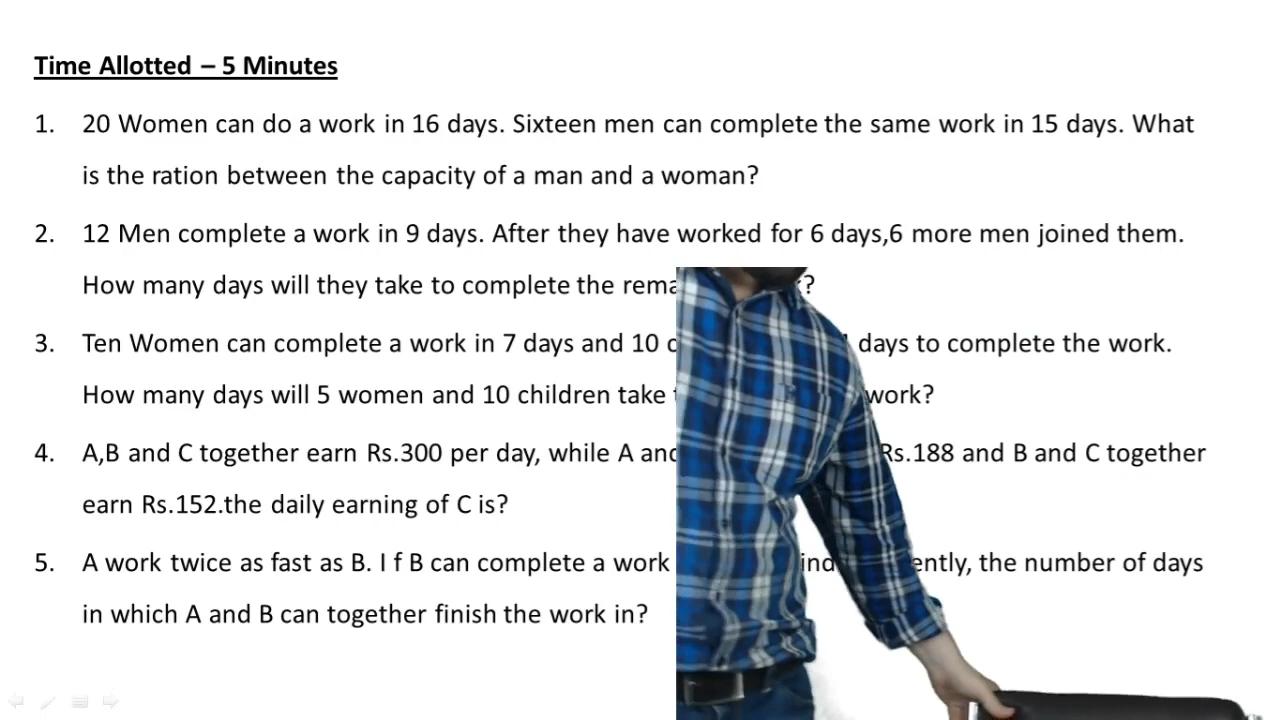 Time Allotted – 5 Minutes
1. 20 Women can do a work in 16 days. Sixteen men can complete the same work in 15 days. What
is the ration between the capacity of a man and a woman?
2. 12 Men complete a work in 9 days. After they have worked for 6 days,6 more men joined them.
How many days will they take to complete the ?
3. Ten Women can complete a work in 7 days and 10 days to complete the work.
How many days will 5 women and 10 children take work?
4. A,B and C together earn Rs.300 per day, while A Rs.188 and B and C together
earn Rs.152.the daily earning of C is?
5. A work twice as fast as B. I f B can complete a work the number of days
in which A and B can together finish the work in?